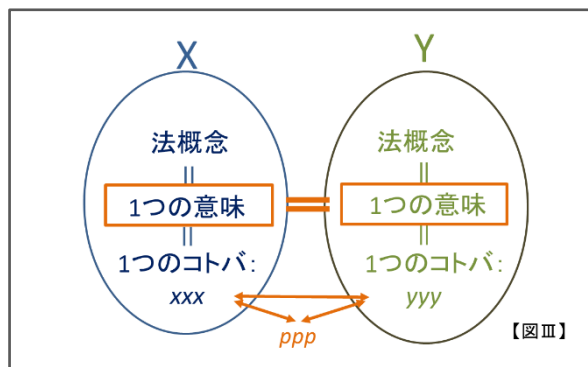 X
法概念
||
1つの意味
||
1つのコトバ:
xxx
=
Y
法概念
||
1つの意味
||
1つのコトバ:
yyy
ppp
【図Ⅲ】